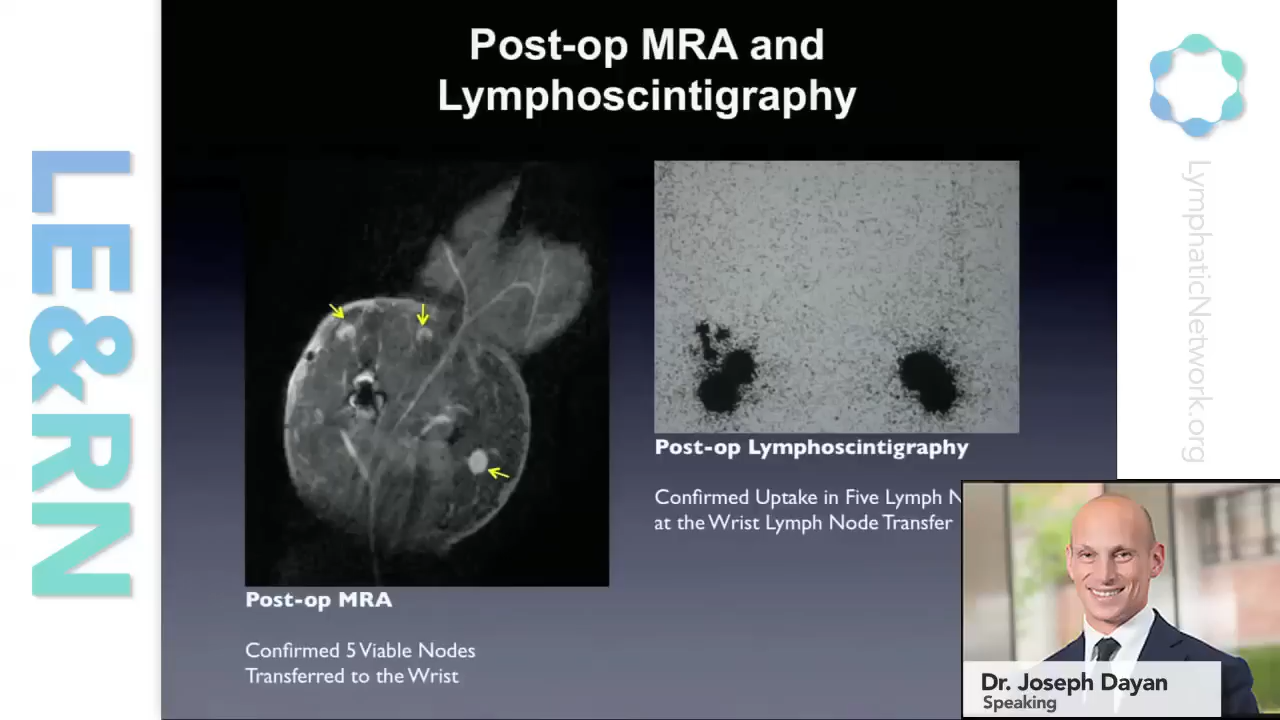 Post-op MRA and
Lymphoscintigraphy
Post-op MRA
Confirmed 5 Viable Nodes
Transferred to the Wrist
Post-op Lymphoscintigraphy
Confirmed Uptake in Five Lymph
at the Wrist Lymph Node Transfer
LE&RN
LymphaticNetwork.org
Dr. Joseph Dayan
Speaking